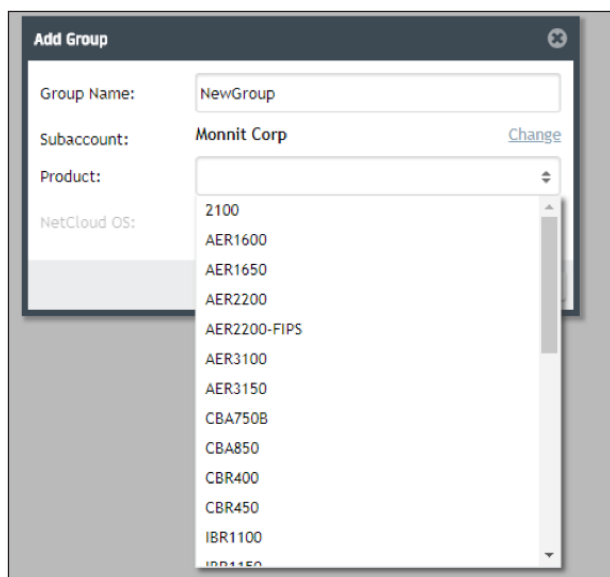 Add Group
Group Name: NewGroup
Subaccount: Monnit Corp Change
Product:
NetCloud OS:
2100
AER1600
AER1650
AER2200
AER2200-FIPS
AER3100
AER3150
CBA750B
CBA850
CBR400
CBR450
IBR1100
IBR1150